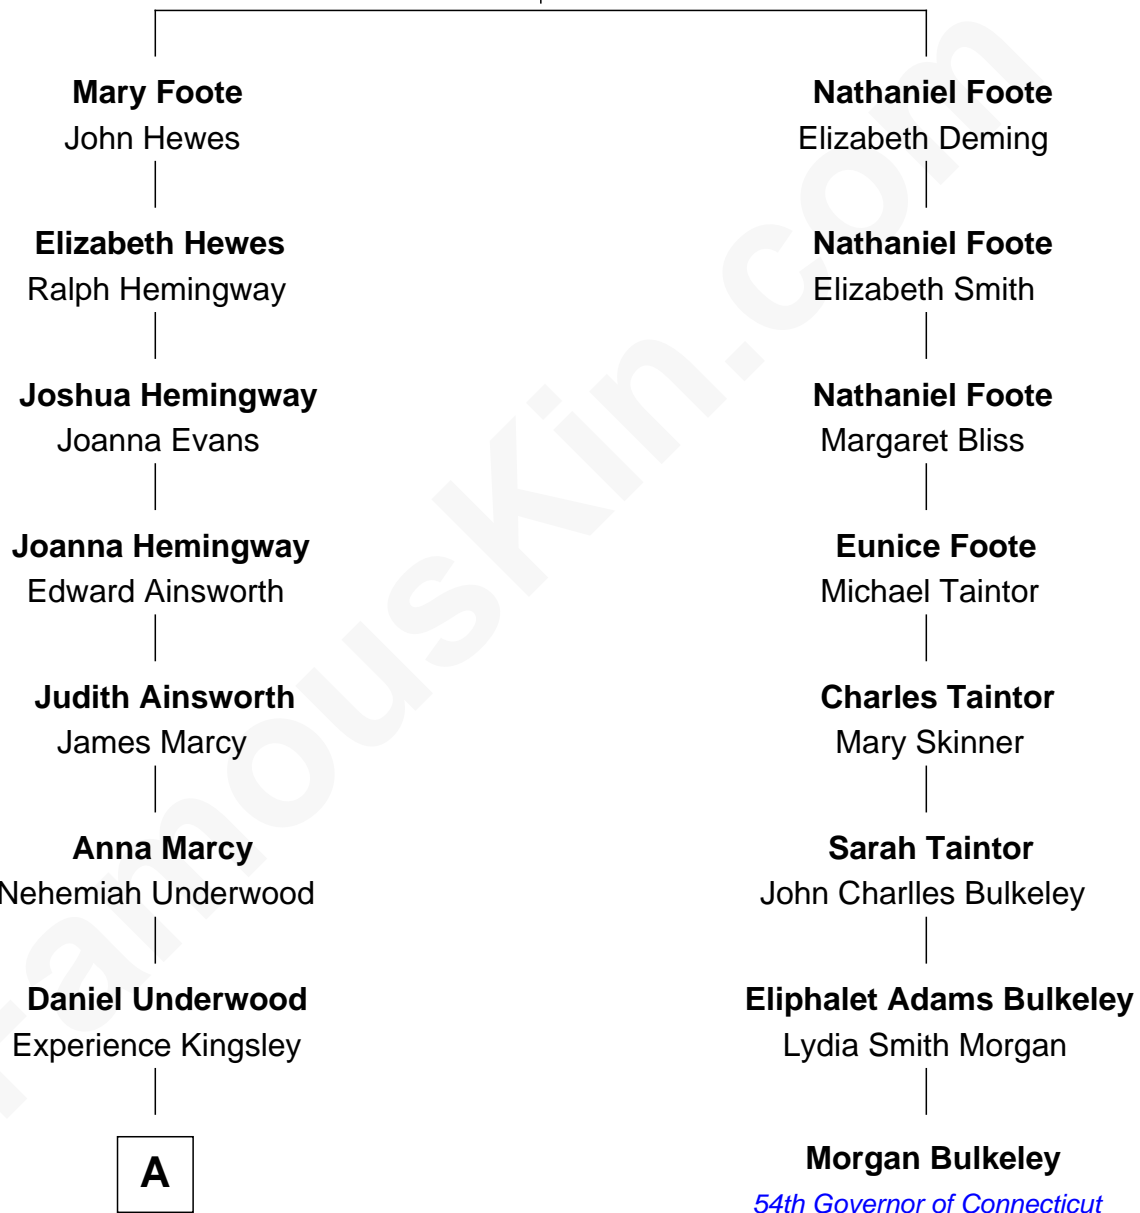 Mary Foote
John Hewes
Elizabeth Hewes
Ralph Hemingway
Joshua Hemingway
Joanna Evans
Joanna Hemingway
Edward Ainsworth
Judith Ainsworth
James Marcy
Anna Marcy
Nehemiah Underwood
Daniel Underwood
Experience Kingsley
A
Nathaniel Foote
Elizabeth Deming
Nathaniel Foote
Elizabeth Smith
Nathaniel Foote
Margaret Bliss
Eunice Foote
Michael Taintor
Charles Taintor
Mary Skinner
Sarah Taintor
John Charlles Bulkeley
Eliphalet Adams Bulkeley
Lydia Smith Morgan
Morgan Bulkeley
54th Governor of Connecticut
FamousKin.com